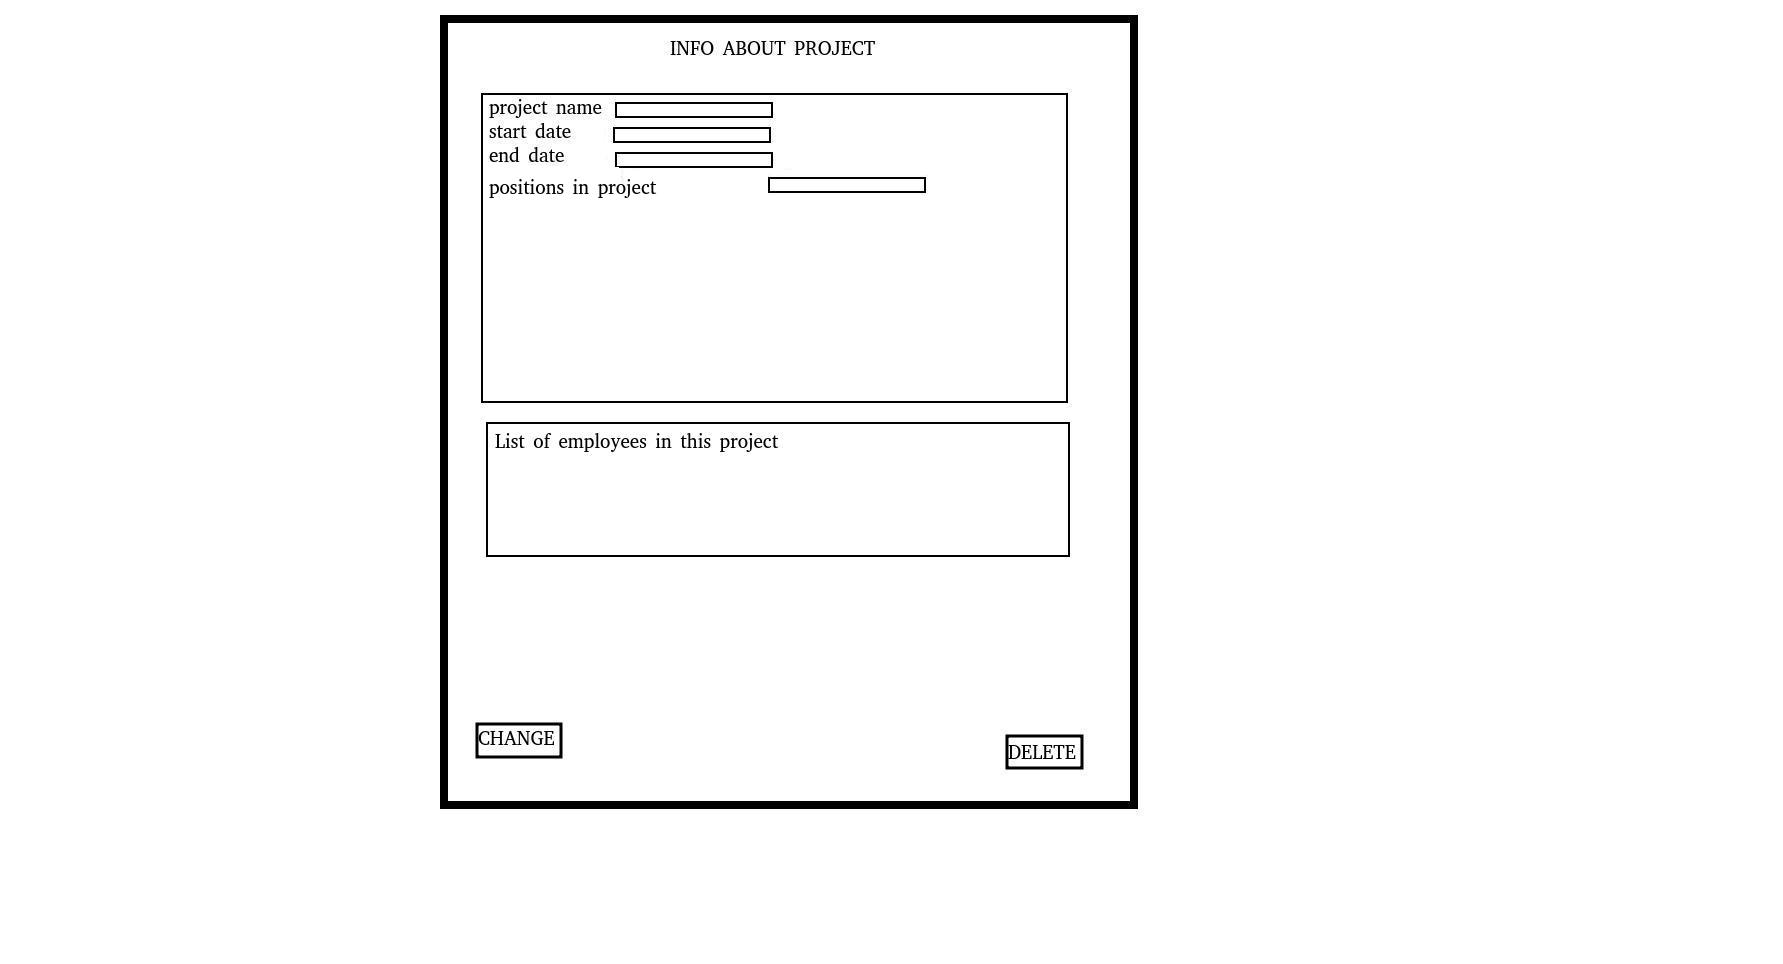 INFO ABOUT PROJECT
project name
start date
end date
positions in project
List of employees in this project
CHANGE
DELETE